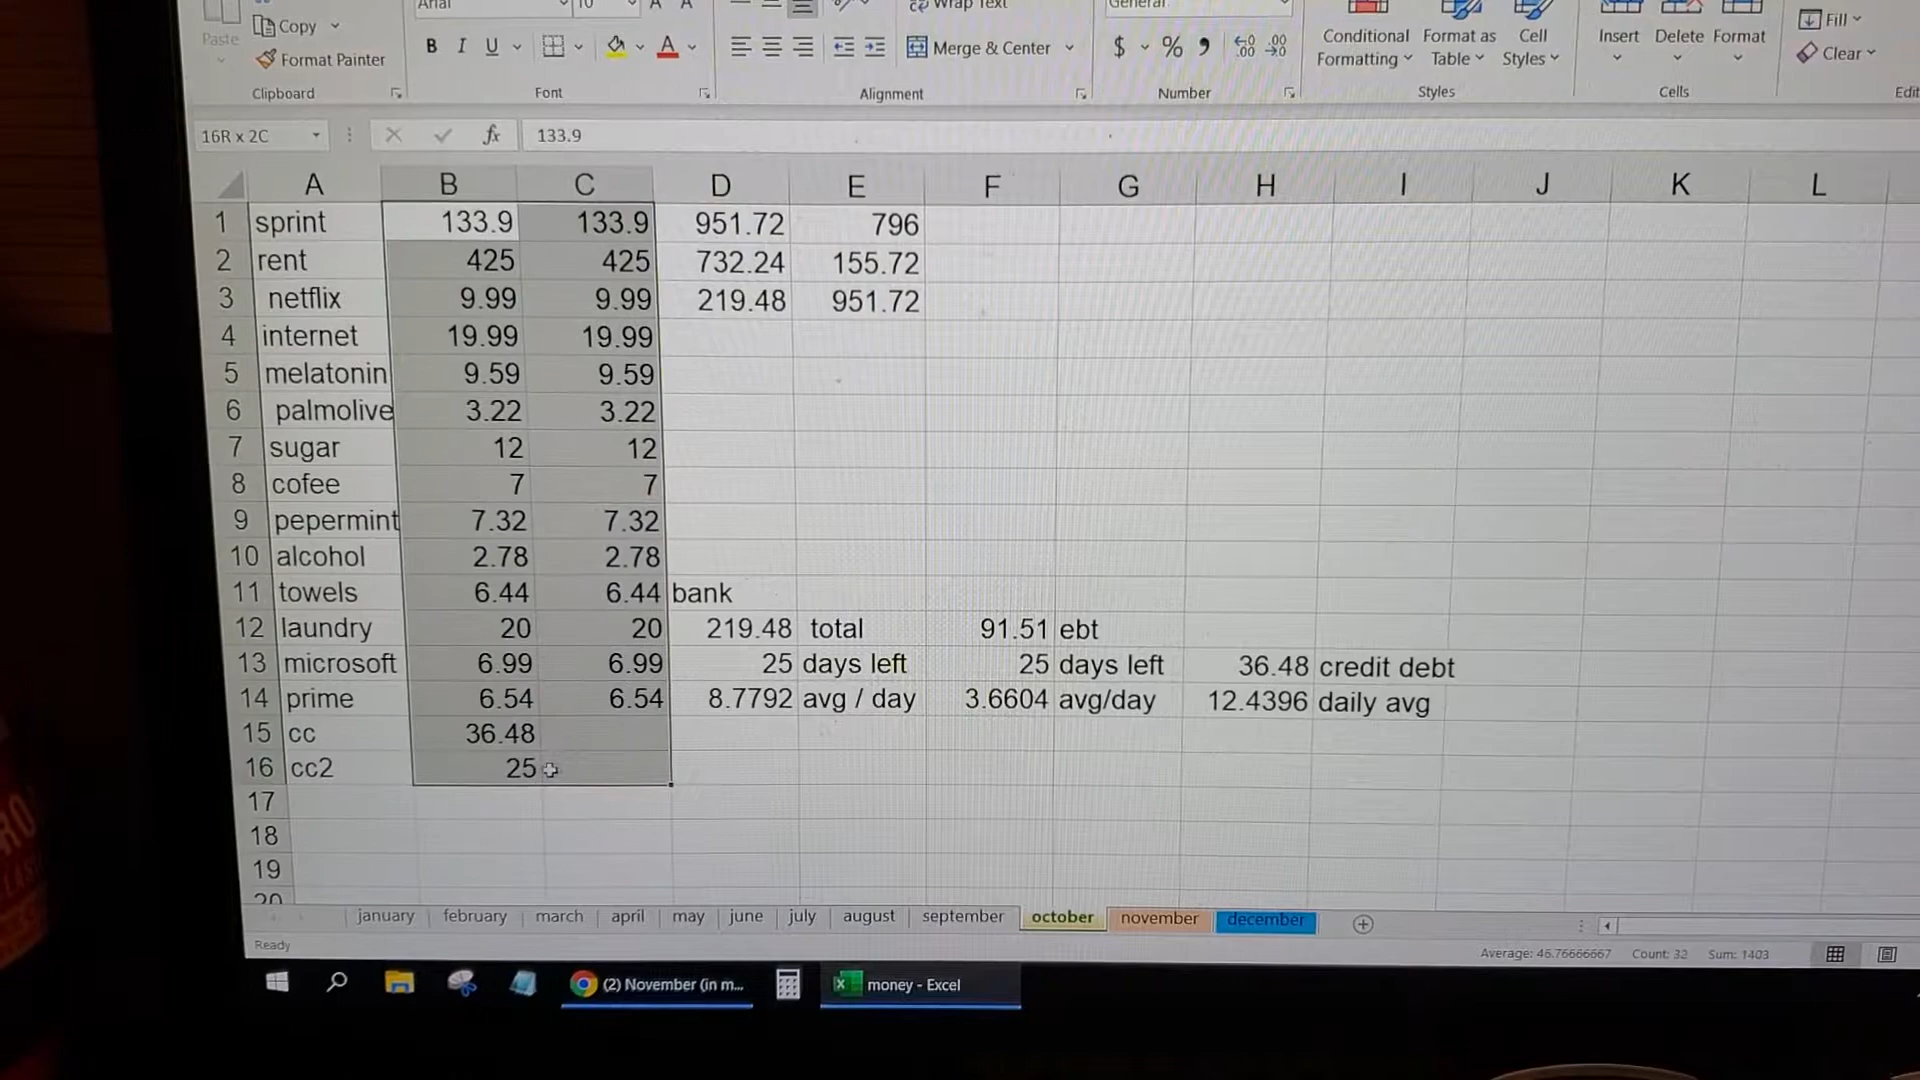 Arial 10 A A Wrap Text General
Paste Copy
Format Painter
B I U A Merge & Center $ % , Conditional Formatting Format as Table Cell Styles Insert Delete Format Fill
Clear
Clipboard Font Alignment Number Styles Cells Edit
16R x 2C fx 133.9
A B C D E F G H I J K L
1 sprint 133.9 133.9 951.72 796
2 rent 425 425 732.24 155.72
3 netflix 9.99 9.99 219.48 951.72
4 internet 19.99 19.99
5 melatonin 9.59 9.59
6 palmolive 3.22 3.22
7 sugar 12 12
8 cofee 7 7
9 pepermint 7.32 7.32
10 alcohol 2.78 2.78
11 towels 6.44 6.44 bank
12 laundry 20 20 219.48 total 91.51 ebt
13 microsoft 6.99 6.99 25 days left 25 days left 36.48 credit debt
14 prime 6.54 6.54 8.7792 avg / day 3.6604 avg/day 12.4396 daily avg
15 cc 36.48
16 cc2 25
17
18
19
20
january february march april may june july august september october november december
Ready Average: 46.76666667 Count: 32 Sum: 1403
(2) November (in m... money - Excel